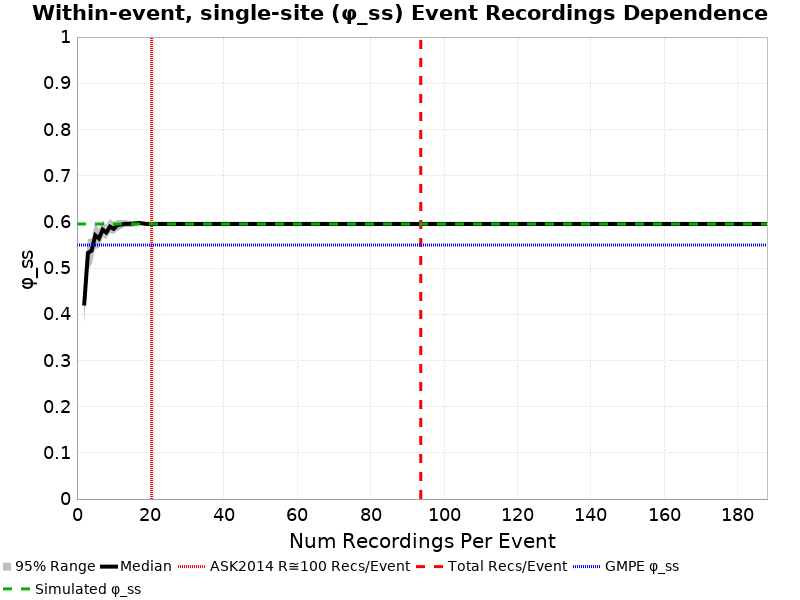 Within-event, single-site (φ_ss) Event Recordings Dependence
1
0.9
0.8
0.7
0.6
0.5
0.4
0.3
0.2
0.1
0
φ_ss
0 20 40 60 80 100 120 140 160 180
Num Recordings Per Event
95% Range Median ASK2014 R≅100 Recs/Event Total Recs/Event GMPE φ_ss
Simulated φ_ss